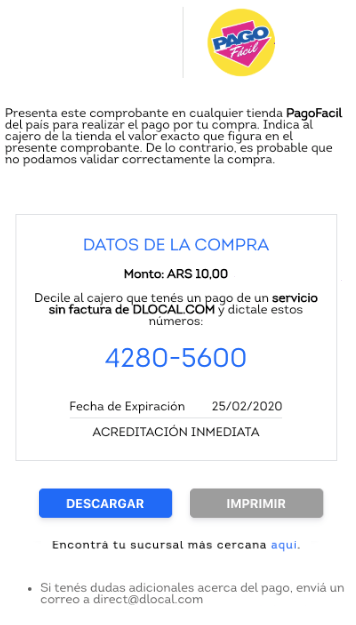 PAGO
Fácil
Presenta este comprobante en cualquier tienda PagoFacil
del país para realizar el pago por tu compra. Indica al
cajero de la tienda el valor exacto que figura en el
presente comprobante. De lo contrario, es probable que
no podamos validar correctamente la compra.
DATOS DE LA COMPRA
Monto: ARS 10,00
Decile al cajero que tenés un pago de un servicio
sin factura de DLOCAL.COM y dictale estos
números:
4280-5600
Fecha de Expiración 25/02/2020
ACREDITACIÓN INMEDIATA
DESCARGAR IMPRIMIR
Encontrá tu sucursal más cercana aquí.
• Si tenés dudas adicionales acerca del pago, enviá un
correo a direct@dlocal.com